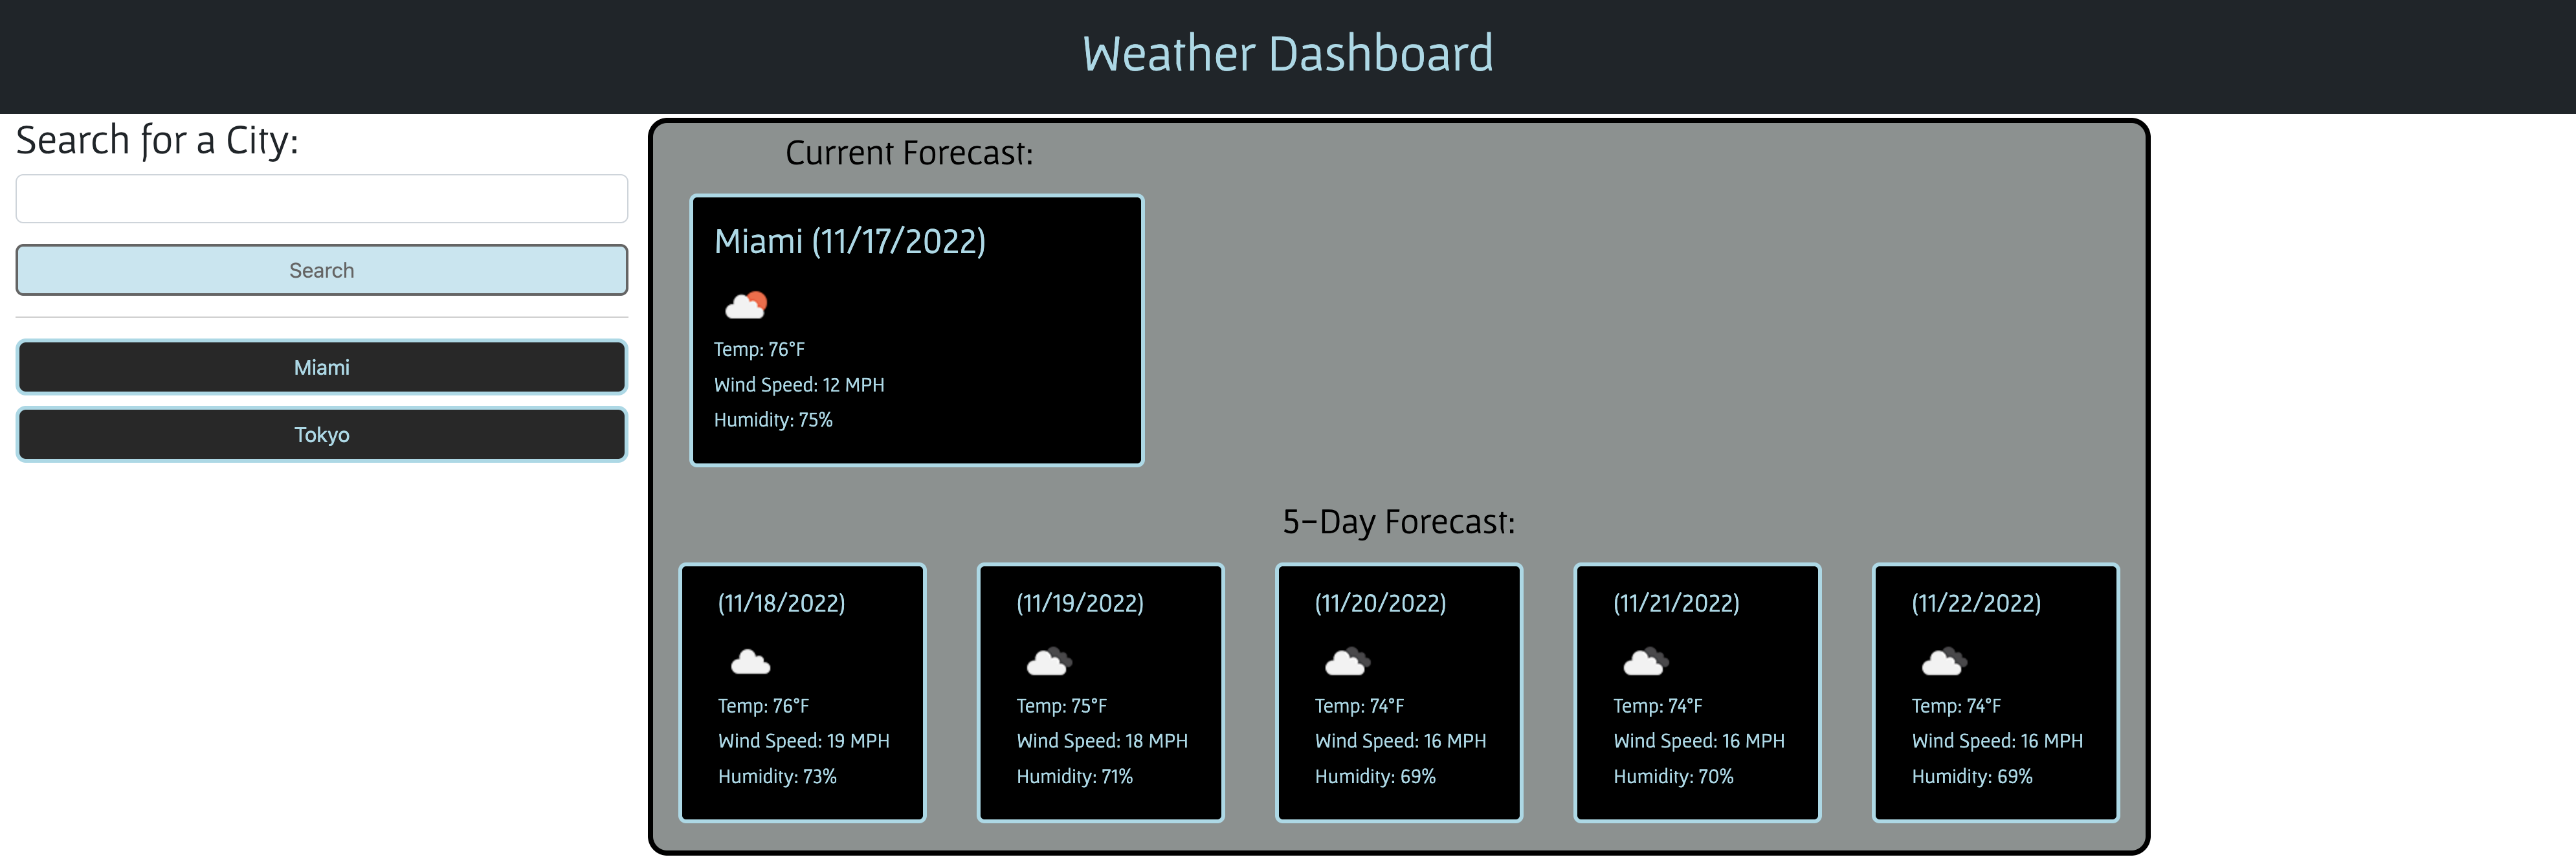 Weather Dashboard
Search for a City:
Search
Miami
Tokyo
Current Forecast:
Miami (11/17/2022)
Temp: 76°F
Wind Speed: 12 MPH
Humidity: 75%
5-Day Forecast:
(11/18/2022)
Temp: 76°F
Wind Speed: 19 MPH
Humidity: 73%
(11/19/2022)
Temp: 75°F
Wind Speed: 18 MPH
Humidity: 71%
(11/20/2022)
Temp: 74°F
Wind Speed: 16 MPH
Humidity: 69%
(11/21/2022)
Temp: 74°F
Wind Speed: 16 MPH
Humidity: 70%
(11/22/2022)
Temp: 74°F
Wind Speed: 16 MPH
Humidity: 69%